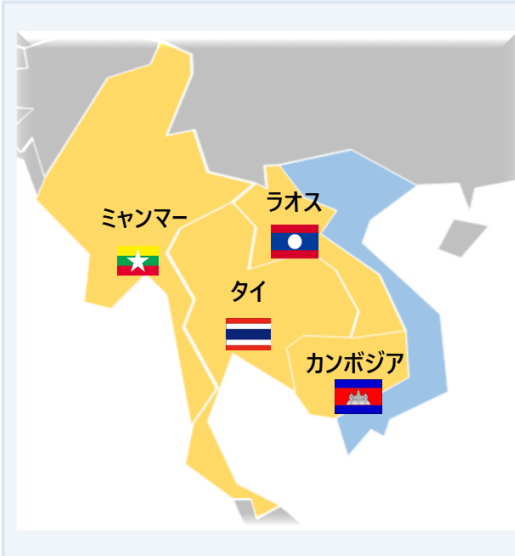 ラオス
ミャンマー
タイ
カンボジア